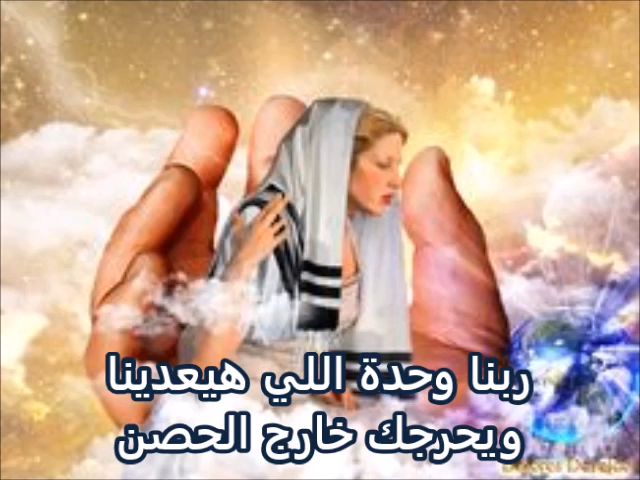 ربنا وحدة اللي هيعدينا
ويحرجك خارج الحصن